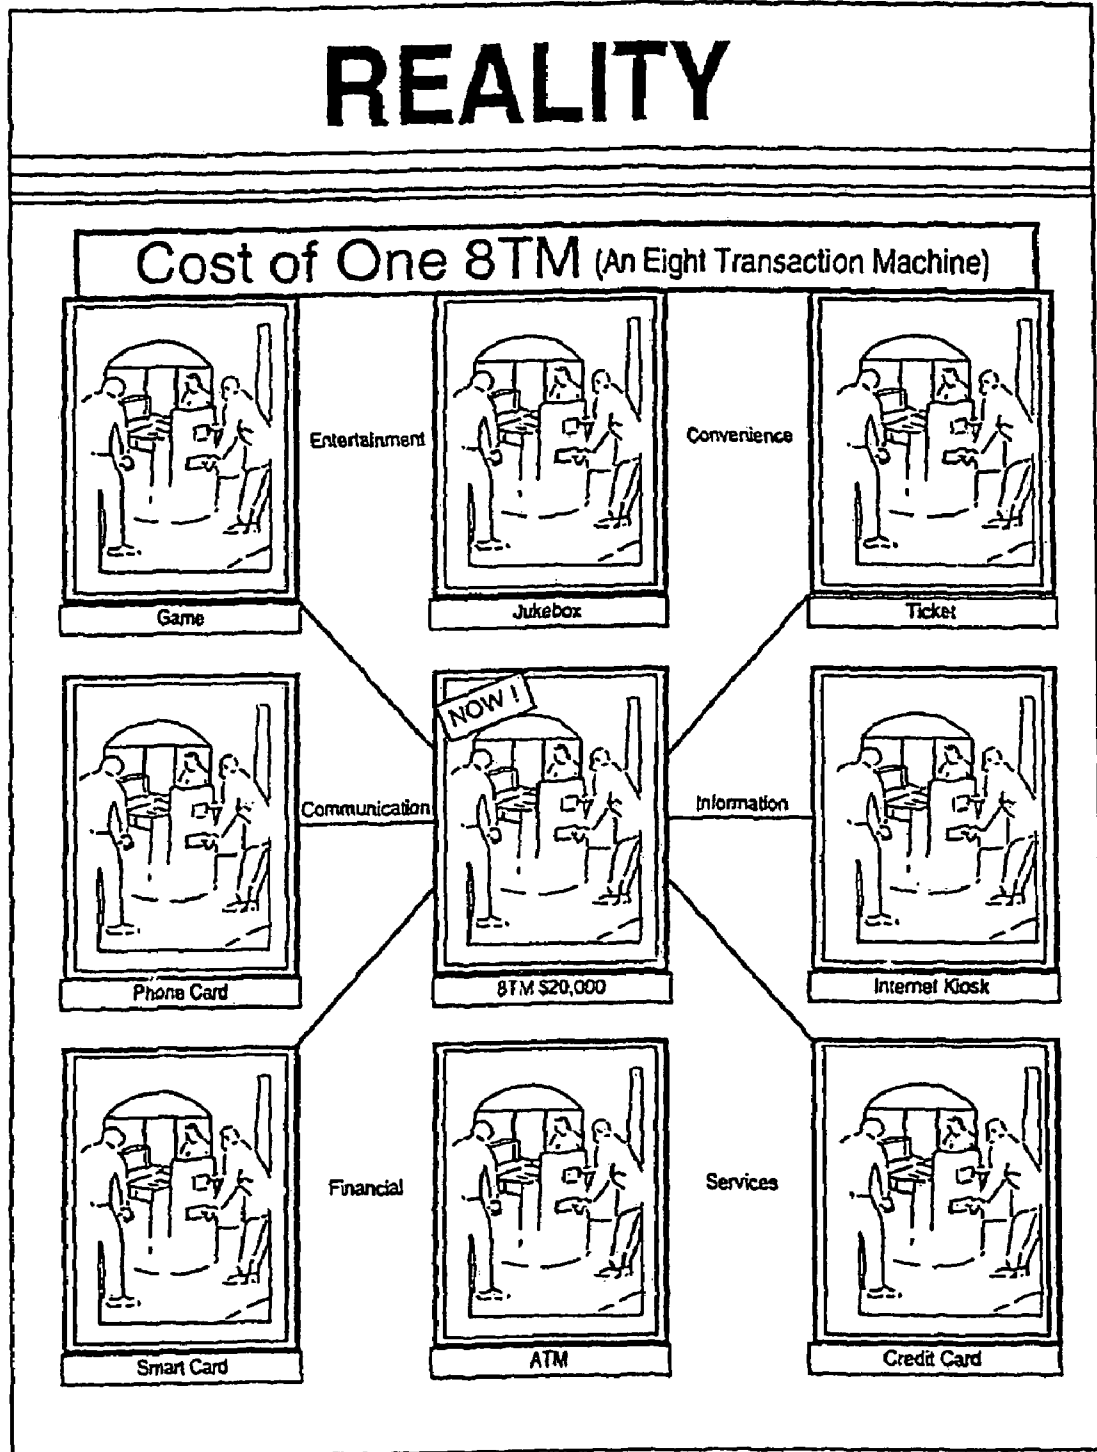 REALITY
Cost of One 8TM (An Eight Transaction Machine)
Entertainment
Convenience
Game
Jukebox
Ticket
NOW !
Communication
Information
Phone Card
8TM $20,000
Internet Kiosk
Financial
Services
Smart Card
ATM
Credit Card